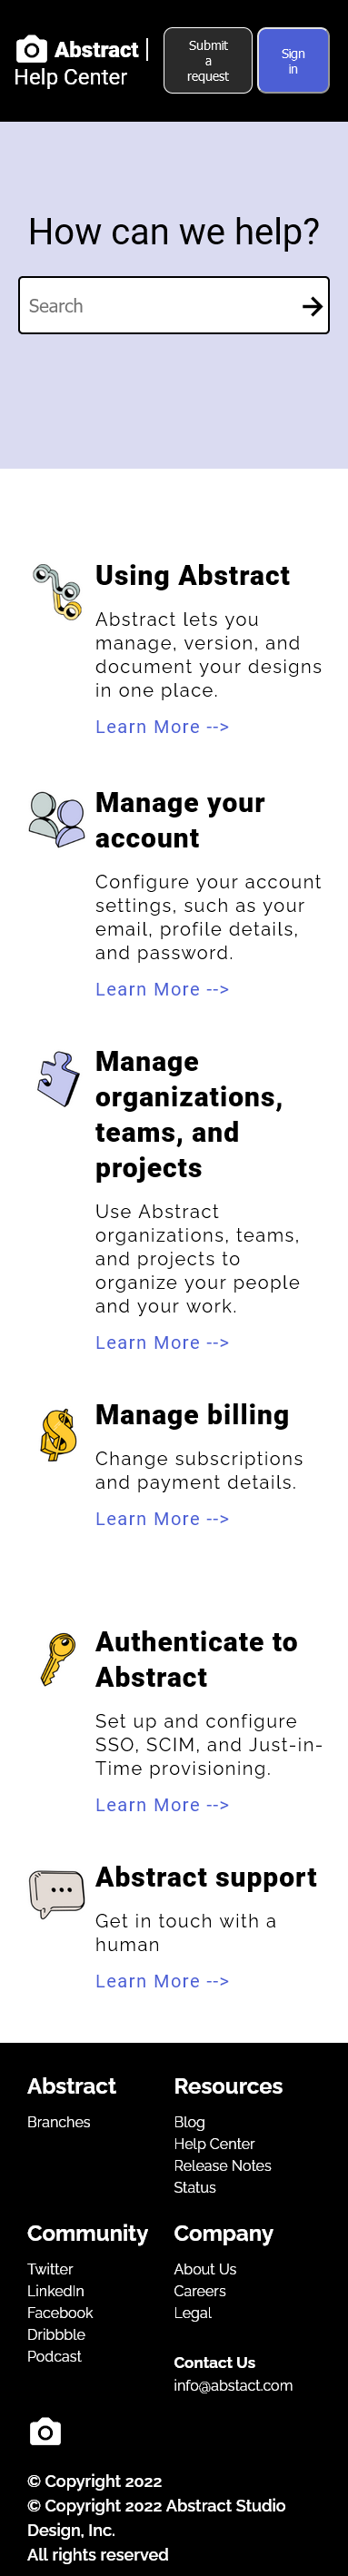 Abstract |
Help Center
Submit
a
request
Sign
in
How can we help?
Search
Using Abstract
Abstract lets you
manage, version, and
document your designs
in one place.
Learn More -->
Manage your
account
Configure your account
settings, such as your
email, profile details,
and password.
Learn More -->
Manage
organizations,
teams, and
projects
Use Abstract
organizations, teams,
and projects to
organize your people
and your work.
Learn More -->
Manage billing
Change subscriptions
and payment details.
Learn More -->
Authenticate to
Abstract
Set up and configure
SSO, SCIM, and Just-in-
Time provisioning.
Learn More -->
Abstract support
Get in touch with a
human
Learn More -->
Abstract
Branches
Resources
Blog
Help Center
Release Notes
Status
Community
Twitter
LinkedIn
Facebook
Dribbble
Podcast
Company
About Us
Careers
Legal
Contact Us
info@abstact.com
© Copyright 2022
© Copyright 2022 Abstract Studio
Design, Inc.
All rights reserved